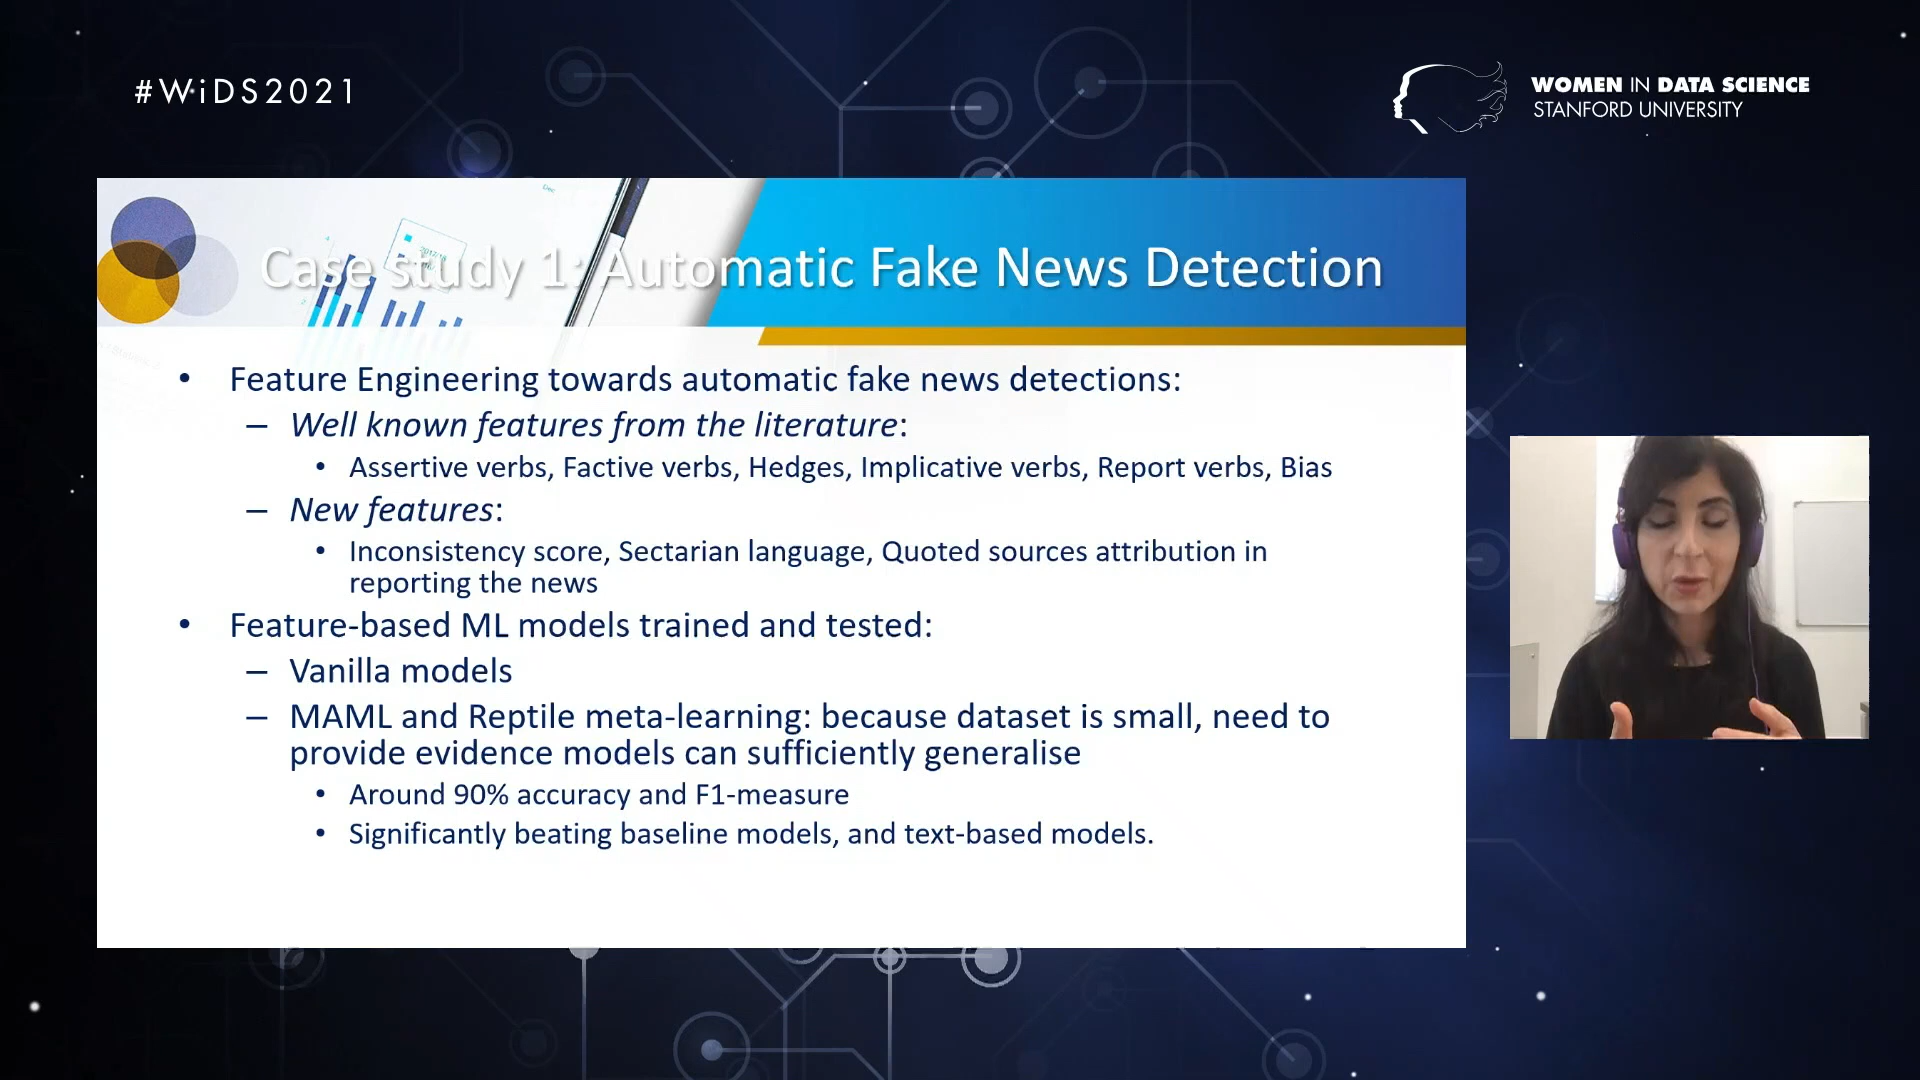 #WiDS2021
WOMEN IN DATA SCIENCE
STANFORD UNIVERSITY
Case study 1: Automatic Fake News Detection
• Feature Engineering towards automatic fake news detections:
– Well known features from the literature:
• Assertive verbs, Factive verbs, Hedges, Implicative verbs, Report verbs, Bias
– New features:
• Inconsistency score, Sectarian language, Quoted sources attribution in
reporting the news
• Feature-based ML models trained and tested:
– Vanilla models
– MAML and Reptile meta-learning: because dataset is small, need to
provide evidence models can sufficiently generalise
• Around 90% accuracy and F1-measure
• Significantly beating baseline models, and text-based models.